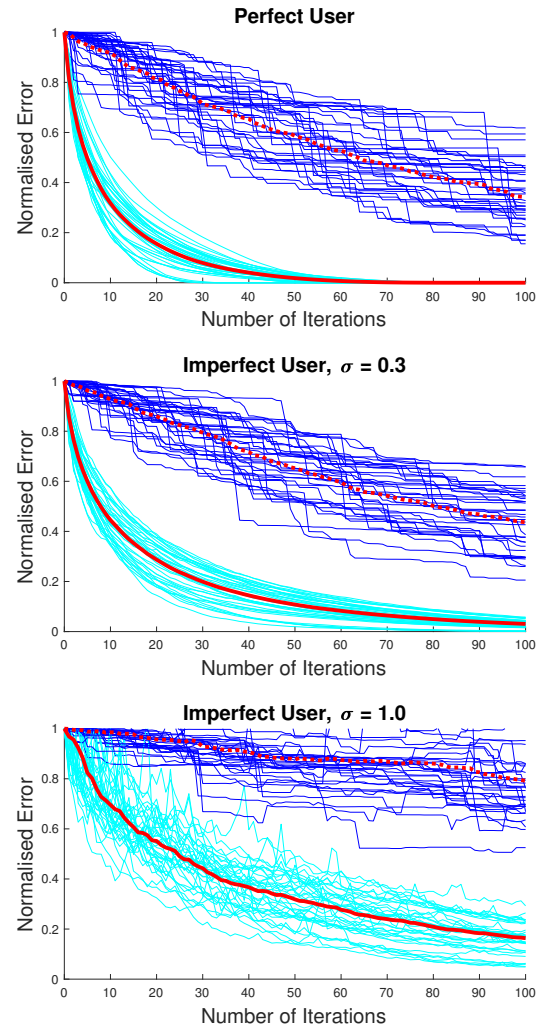 Perfect User
1
0.8
0.6
0.4
0.2
0
0 10 20 30 40 50 60 70 80 90 100
Normalised Error
Number of Iterations
Imperfect User, σ = 0.3
1
0.8
0.6
0.4
0.2
0
0 10 20 30 40 50 60 70 80 90 100
Normalised Error
Number of Iterations
Imperfect User, σ = 1.0
1
0.8
0.6
0.4
0.2
0
0 10 20 30 40 50 60 70 80 90 100
Normalised Error
Number of Iterations